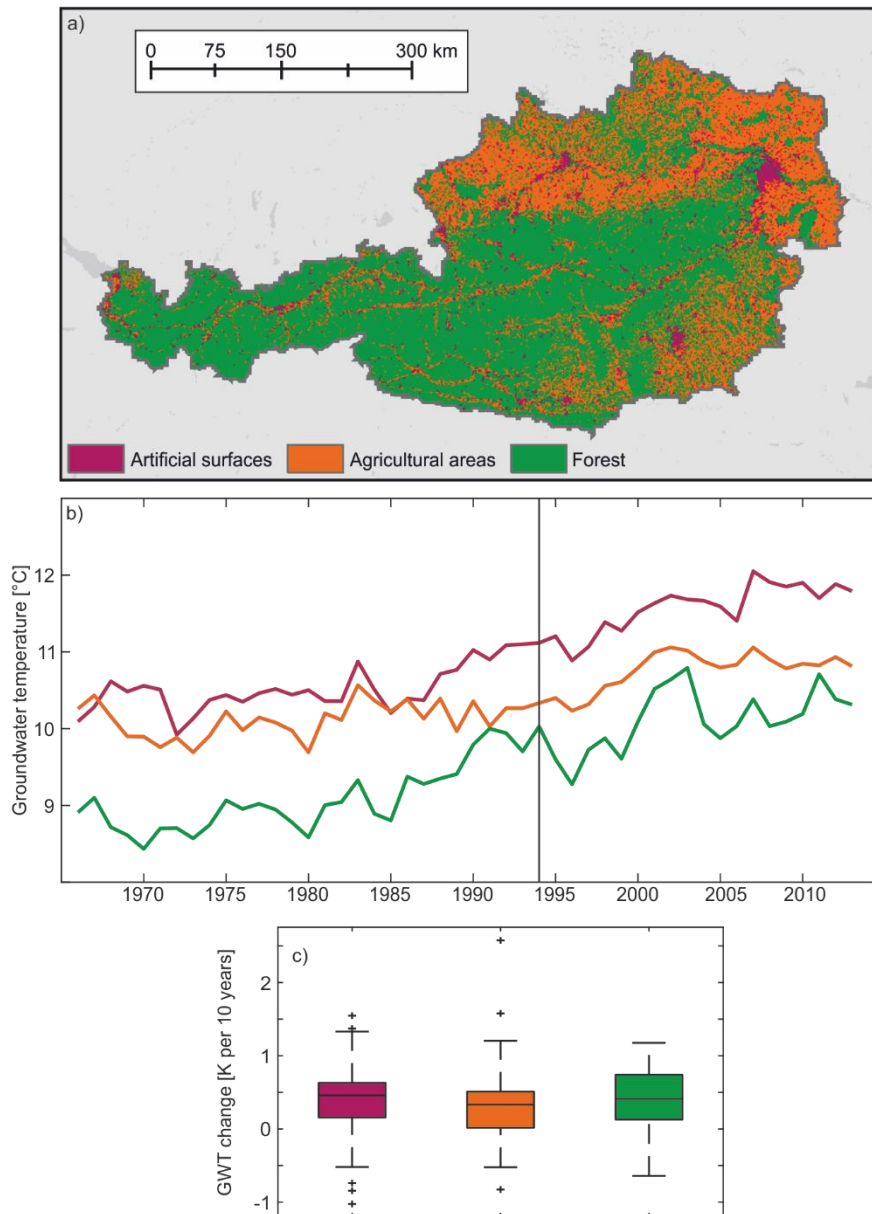 a)
0 75 150 300 km
Artificial surfaces Agricultural areas Forest
b)
Groundwater temperature [°C]
12
11
10
9
1970 1975 1980 1985 1990 1995 2000 2005 2010
c)
GWT change [K per 10 years]
2
1
0
-1